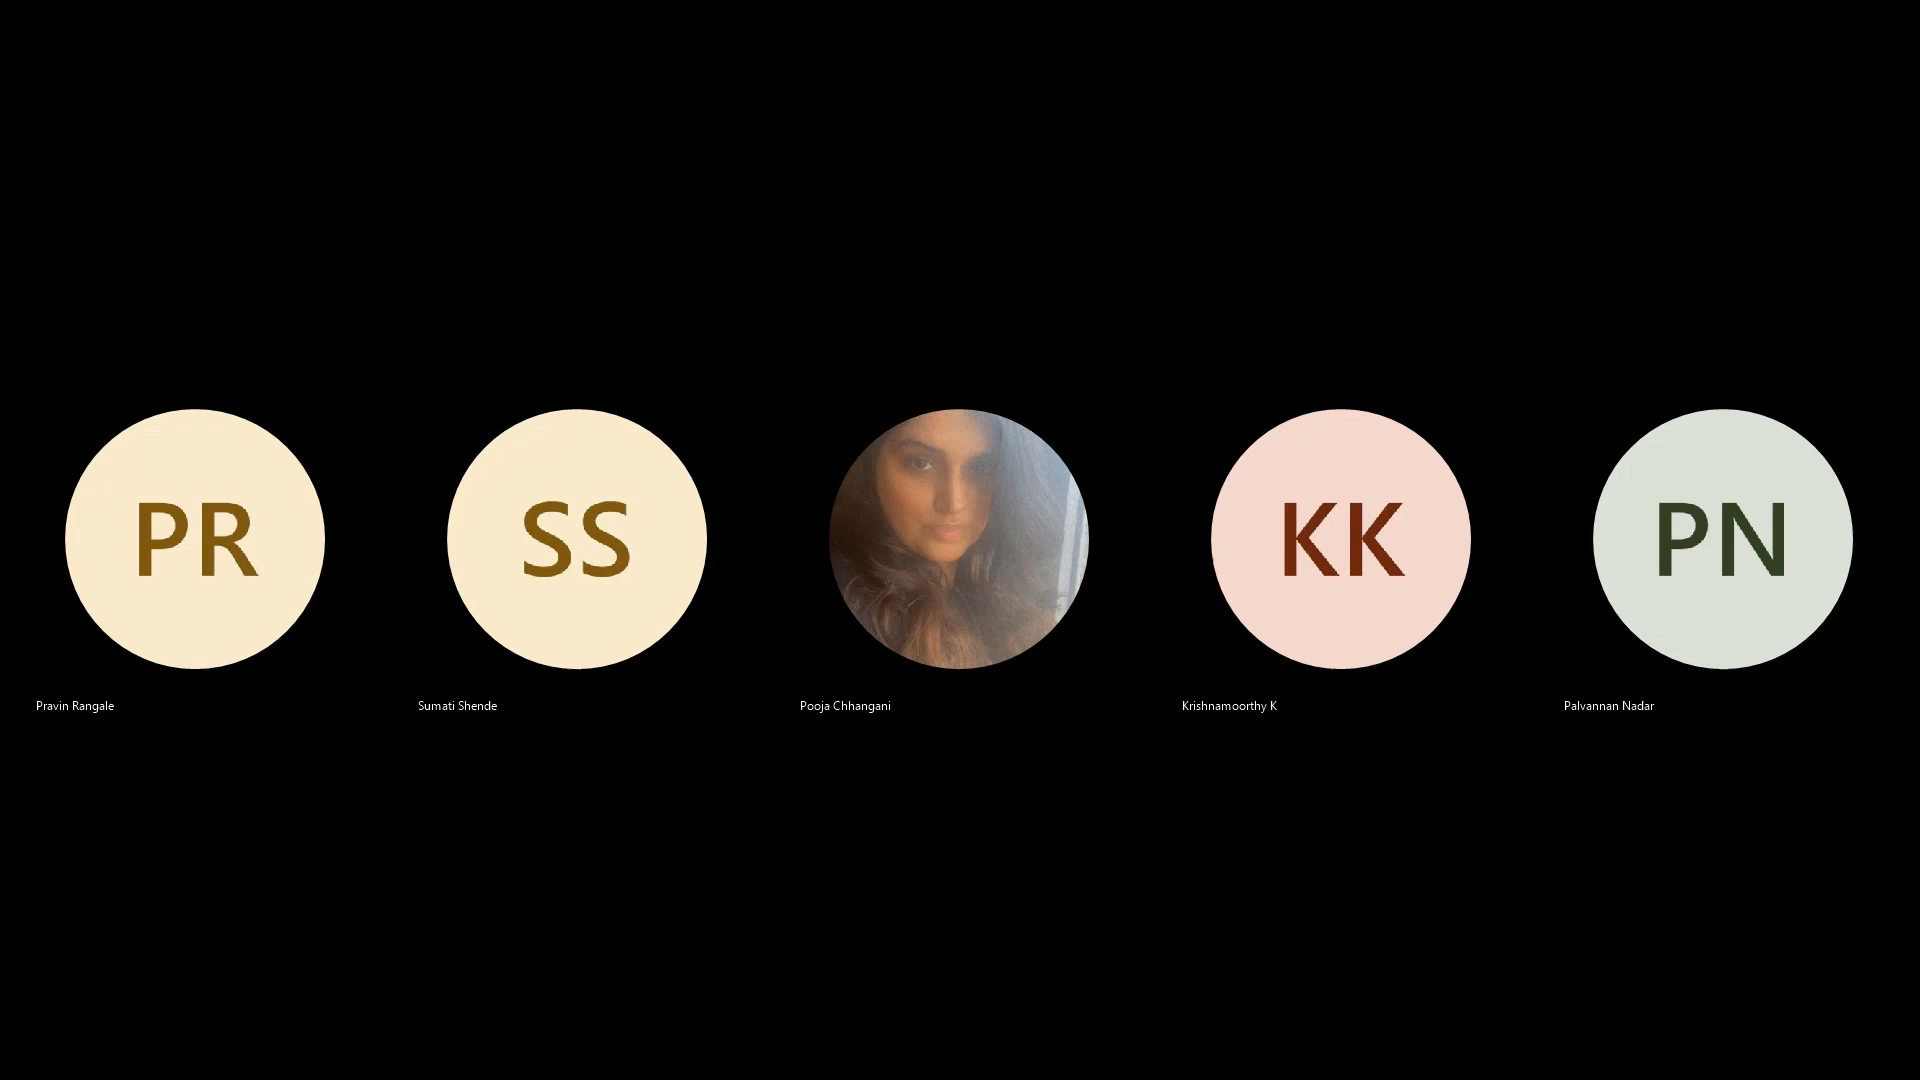 PR
SS
KK
PN
Pravin Rangale
Sumati Shende
Pooja Chhangani
Krishnamoorthy K
Palvannan Nadar